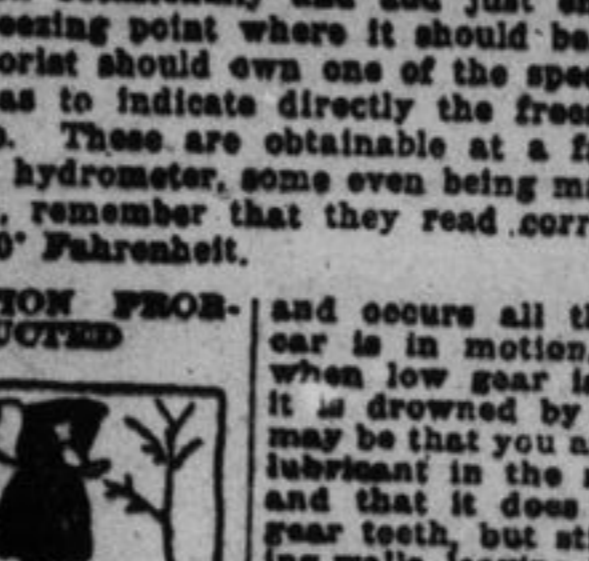 eezing point where it should be
orist should own one of the spe
as to indicate directly the free
These are obtainable at a f
hydrometer, some even being m
remember that they read corr
0° Fahrenheit.
TION PROB-
UCTED
and occurs all t
car is in motion
when low gear i
it is drowned by
may be that you a
lubricant in the
and that it does
gear teeth, but st